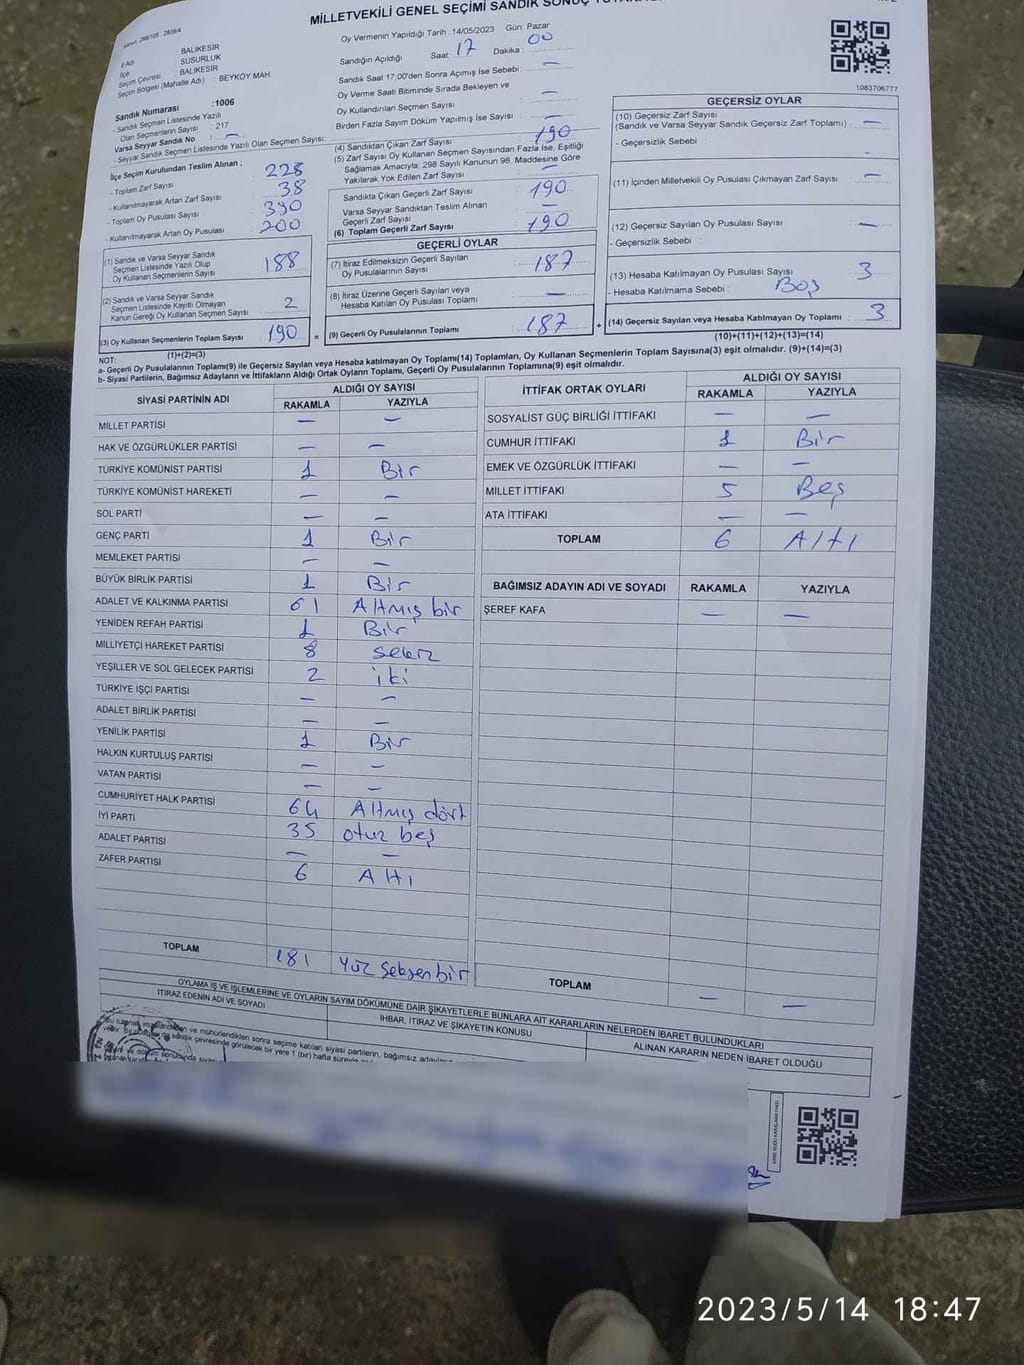 MİLLETVEKİLİ GENEL SEÇİMİ SANDIK SONUÇ
İl Adı BALIKESİR
İlçe SUSURLUK
Seçim Çevresi BALIKESİR
Seçim Bölgesi (Mahalle Adı) : BEYKÖY MAH.
Oy Vermenin Yapıldığı Tarih : 14/05/2023 Gün: Pazar
Sandığın Açıldığı Saat: 17 Dakika: 00
Sandık Saat 17:00'den Sonra Açımış İse Sebebi : —
Oy Verme Saati Bitiminde Sırada Bekleyen ve
Oy Kullandırılan Seçmen Sayısı —
Birden Fazla Sayım Döküm Yapılmış İse Sayısı : —
1083706777
Sandık Numarası :1006
- Sandık Seçmen Listesinde Yazılı
Olan Seçmenlerin Sayısı : 217
Varsa Seyyar Sandık No : —
- Seyyar Sandık Seçmen Listesinde Yazılı Olan Seçmen Sayısı:
İlçe Seçim Kurulundan Teslim Alınan ;
- Toplam Zarf Sayısı 228
- Kullanılmayarak Artan Zarf Sayısı 38
- Toplam Oy Pusulası Sayısı 390
- Kullanılmayarak Artan Oy Pusulası 200
(4) Sandıktan Çıkan Zarf Sayısı 190
(5) Zarf Sayısı Oy Kullanan Seçmen Sayısından Fazla İse, Eşitliği
Sağlamak Amacıyla; 298 Sayılı Kanunun 98. Maddesine Göre
Yakılarak Yok Edilen Zarf Sayısı —
Sandıkta Çıkan Geçerli Zarf Sayısı 190
Varsa Seyyar Sandıktan Teslim Alınan
Geçerli Zarf Sayısı —
(6) Toplam Geçerli Zarf Sayısı 190
GEÇERSİZ OYLAR
(10) Geçersiz Zarf Sayısı
(Sandık ve Varsa Seyyar Sandık Geçersiz Zarf Toplamı) —
- Geçersizlik Sebebi :
(11) İçinden Milletvekili Oy Pusulası Çıkmayan Zarf Sayısı —
(12) Geçersiz Sayılan Oy Pusulası Sayısı —
- Geçersizlik Sebebi :
(13) Hesaba Katılmayan Oy Pusulası Sayısı 3
- Hesaba Katılmama Sebebi : Boş
(14) Geçersiz Sayılan veya Hesaba Katılmayan Oy Toplamı 3
(10)+(11)+(12)+(13)=(14)
(1) Sandık ve Varsa Seyyar Sandık
Seçmen Listesinde Yazılı Olup
Oy Kullanan Seçmenlerin Sayısı 188
(2) Sandık ve Varsa Seyyar Sandık
Seçmen Listesinde Kayıtlı Olmayan
Kanun Gereği Oy Kullanan Seçmen Sayısı 2
(3) Oy Kullanan Seçmenlerin Toplam Sayısı 190 =
(1)+(2)=(3)
GEÇERLİ OYLAR
(7) İtiraz Edilmeksizin Geçerli Sayılan
Oy Pusulalarının Sayısı 187
(8) İtiraz Üzerine Geçerli Sayılan veya
Hesaba Katılan Oy Pusulası Toplamı —
(9) Geçerli Oy Pusulalarının Toplamı 187 +
NOT:
a- Geçerli Oy Pusulalarının Toplamı(9) ile Geçersiz Sayılan veya Hesaba katılmayan Oy Toplamı(14) Toplamları, Oy Kullanan Seçmenlerin Toplam Sayısına(3) eşit olmalıdır. (9)+(14)=(3)
b- Siyasi Partilerin, Bağımsız Adayların ve İttifakların Aldığı Ortak Oyların Toplamı, Geçerli Oy Pusulalarının Toplamına(9) eşit olmalıdır.
SİYASİ PARTİNİN ADI ALDIĞI OY SAYISI
RAKAMLA YAZIYLA
MİLLET PARTİSİ — —
HAK VE ÖZGÜRLÜKLER PARTİSİ — —
TÜRKİYE KOMÜNİST PARTİSİ 1 Bir
TÜRKİYE KOMÜNİST HAREKETİ — —
SOL PARTİ — —
GENÇ PARTİ 1 Bir
MEMLEKET PARTİSİ — —
BÜYÜK BİRLİK PARTİSİ 1 Bir
ADALET VE KALKINMA PARTİSİ 61 Altmış bir
YENİDEN REFAH PARTİSİ 1 Bir
MİLLİYETÇİ HAREKET PARTİSİ 8 sekiz
YEŞİLLER VE SOL GELECEK PARTİSİ 2 iki
TÜRKİYE İŞÇİ PARTİSİ — —
ADALET BİRLİK PARTİSİ — —
YENİLİK PARTİSİ 1 Bir
HALKIN KURTULUŞ PARTİSİ — —
VATAN PARTİSİ — —
CUMHURİYET HALK PARTİSİ 64 Altmış dört
İYİ PARTİ 35 otuz beş
ADALET PARTİSİ — —
ZAFER PARTİSİ 6 Altı
TOPLAM 181 Yüz seksen bir
İTTİFAK ORTAK OYLARI ALDIĞI OY SAYISI
RAKAMLA YAZIYLA
SOSYALİST GÜÇ BİRLİĞİ İTTİFAKI — —
CUMHUR İTTİFAKI 1 Bir
EMEK VE ÖZGÜRLÜK İTTİFAKI — —
MİLLET İTTİFAKI 5 Beş
ATA İTTİFAKI — —
TOPLAM 6 Altı
BAĞIMSIZ ADAYIN ADI VE SOYADI RAKAMLA YAZIYLA
ŞEREF KAFA — —
TOPLAM — —
OYLAMA İŞ VE İŞLEMLERİNE VE OYLARIN SAYIM DÖKÜMÜNE DAİR ŞİKAYETLERLE BUNLARA AİT KARARLARIN NELERDEN İBARET BULUNDUKLARI
İTİRAZ EDENİN ADI VE SOYADI
İHBAR, İTİRAZ VE ŞİKAYETİN KONUSU
ALINAN KARARIN NEDEN İBARET OLDUĞU
2023/5/14 18:47